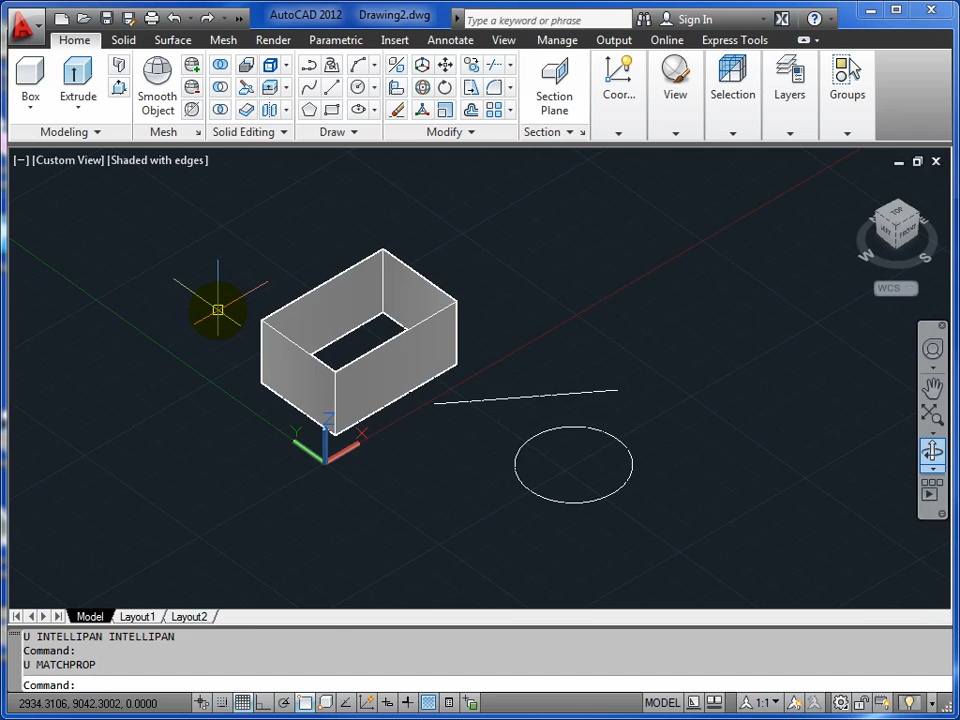 AutoCAD 2012 Drawing2.dwg
Type a keyword or phrase
Sign In
Home Solid Surface Mesh Render Parametric Insert Annotate View Manage Output Online Express Tools
Box Extrude Smooth Object Section Plane Coor... View Selection Layers Groups
Modeling Mesh Solid Editing Draw Modify Section
[−] [Custom View] [Shaded with edges]
TOP
FRONT
W S
WCS
Z
Y X
Model Layout1 Layout2
U INTELLIPAN INTELLIPAN
Command:
U MATCHPROP
Command:
2934.3106, 9042.3002, 0.0000 MODEL 1:1